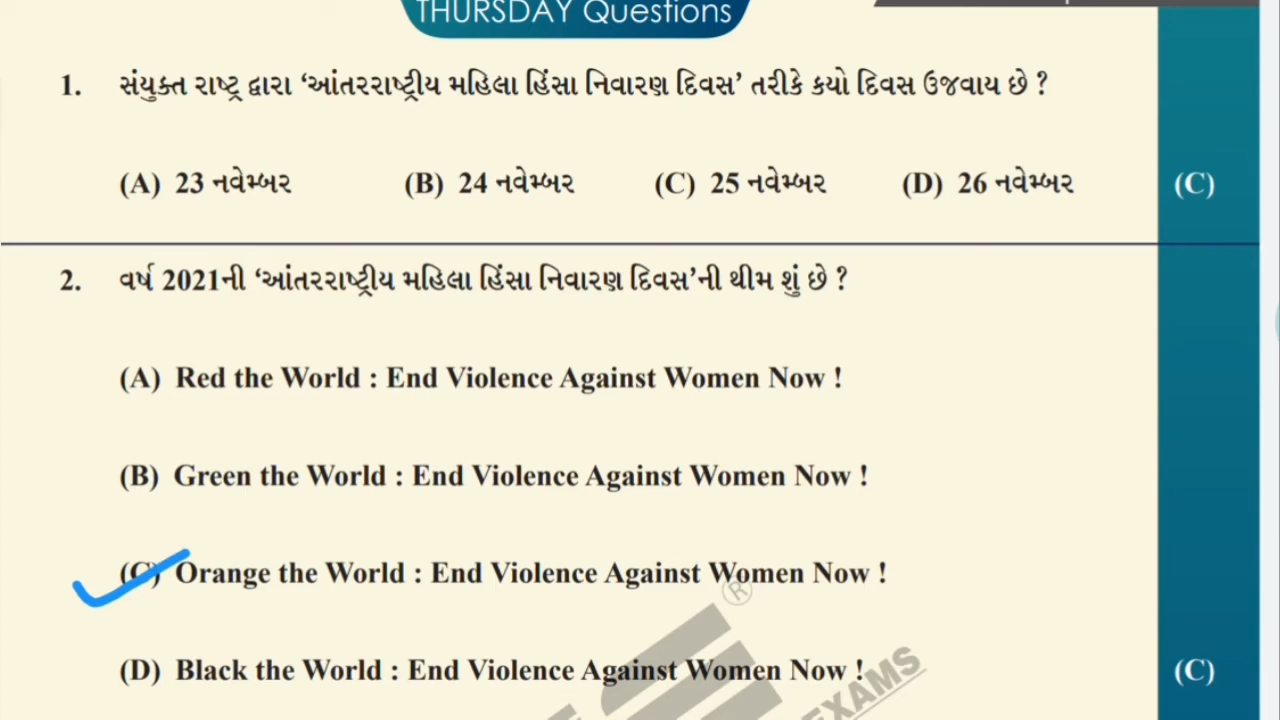 THURSDAY Questions
1. સંયુક્ત રાષ્ટ્ર દ્વારા ‘આંતરરાષ્ટ્રીય મહિલા હિંસા નિવારણ દિવસ’ તરીકે કયો દિવસ ઉજવાય છે ?
(A) 23 નવેમ્બર (B) 24 નવેમ્બર (C) 25 નવેમ્બર (D) 26 નવેમ્બર (C)
2. વર્ષ 2021ની ‘આંતરરાષ્ટ્રીય મહિલા હિંસા નિવારણ દિવસ’ની થીમ શું છે ?
(A) Red the World : End Violence Against Women Now !
(B) Green the World : End Violence Against Women Now !
(C) Orange the World : End Violence Against Women Now !
(D) Black the World : End Violence Against Women Now ! (C)
®
EXAMS